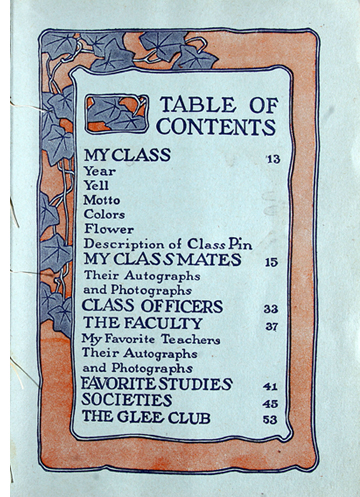 TABLE OF
CONTENTS
MY CLASS 13
Year
Yell
Motto
Colors
Flower
Description of Class Pin
MY CLASSMATES 15
Their Autographs
and Photographs
CLASS OFFICERS 33
THE FACULTY 37
My Favorite Teachers
Their Autographs
and Photographs
FAVORITE STUDIES 41
SOCIETIES 45
THE GLEE CLUB 53